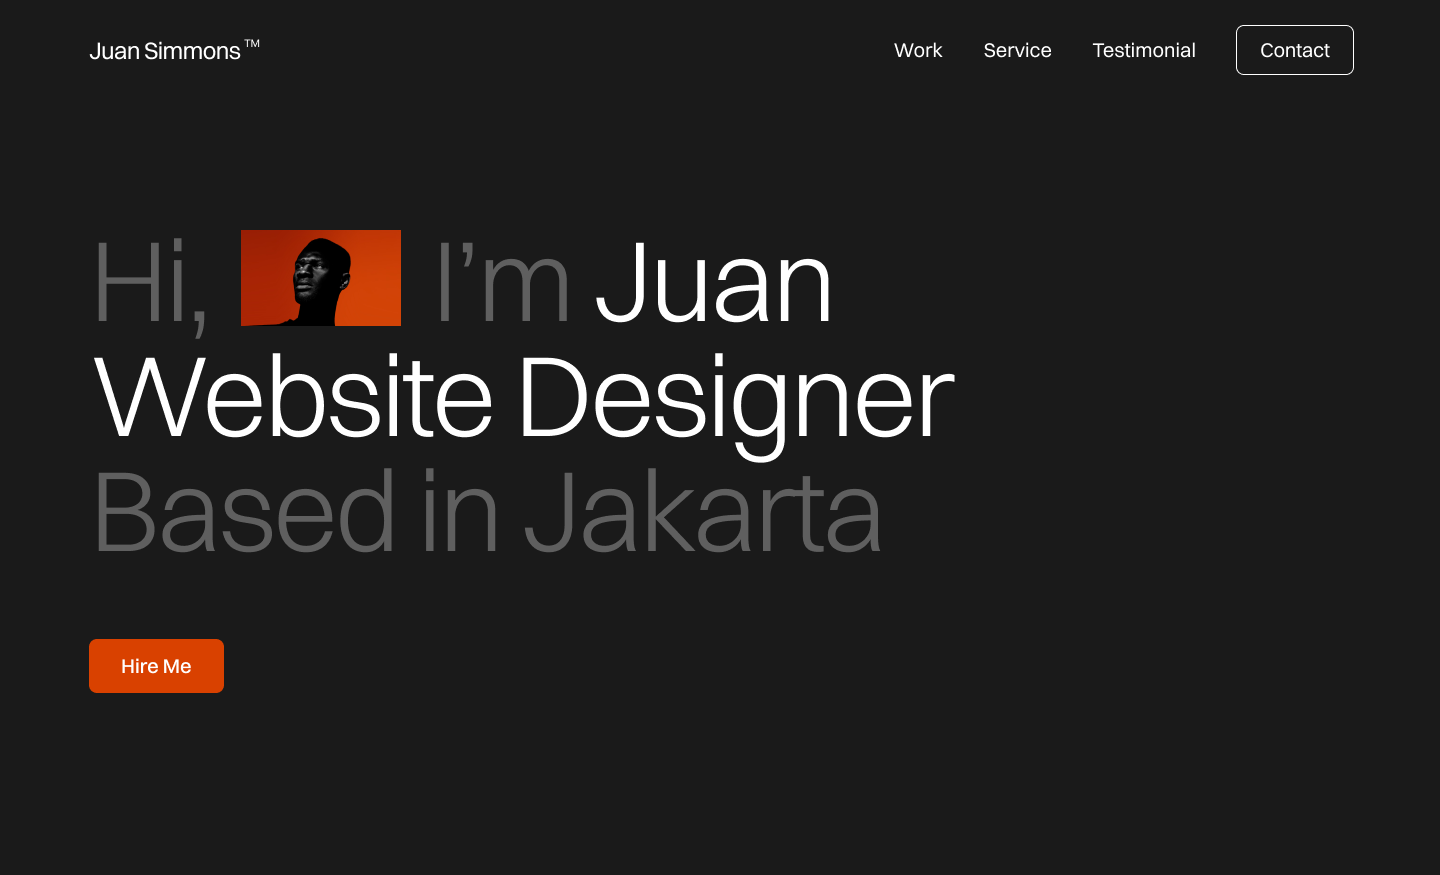 Juan Simmons™
Work
Service
Testimonial
Contact
Hi, I’m Juan
Website Designer
Based in Jakarta
Hire Me